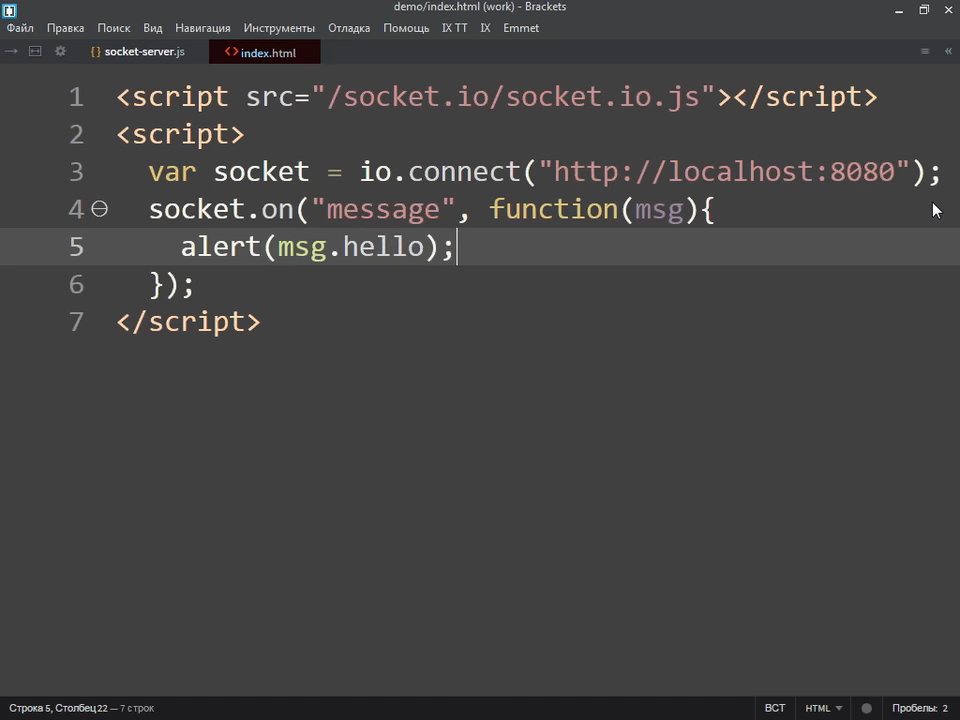 demo/index.html (work) - Brackets
Файл Правка Поиск Вид Навигация Инструменты Отладка Помощь IX TT IX Emmet
{} socket-server.js <> index.html
1 <script src="/socket.io/socket.io.js"></script>
2 <script>
3 var socket = io.connect("http://localhost:8080");
4 socket.on("message", function(msg){
5 alert(msg.hello);
6 });
7 </script>
Строка 5, Столбец 22 — 7 строк ВСТ HTML Пробелы: 2